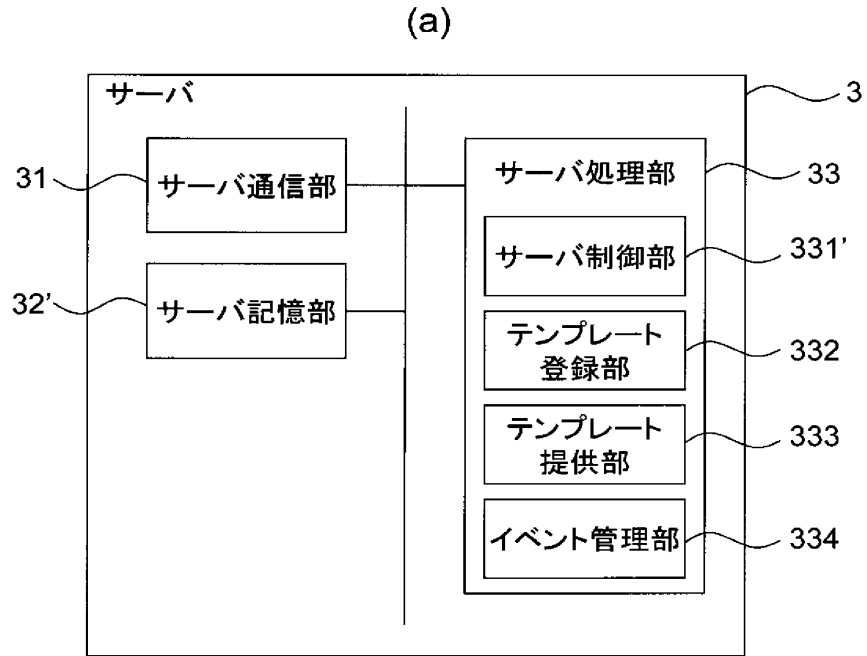 (a)
サーバ
3
31
サーバ通信部
サーバ処理部
33
サーバ制御部
331’
32’
サーバ記憶部
テンプレート
登録部
332
テンプレート
提供部
333
イベント管理部
334